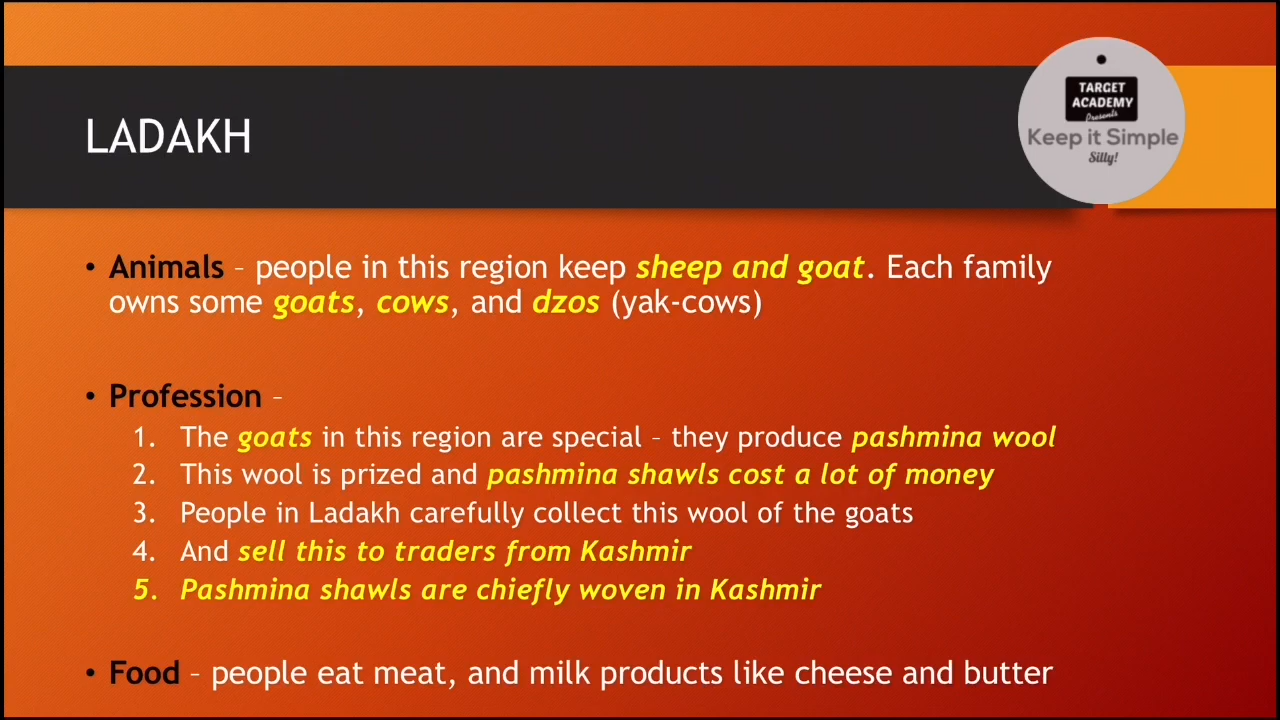 TARGET
ACADEMY
Presents
Keep it Simple
Silly!
LADAKH
• Animals – people in this region keep sheep and goat. Each family
owns some goats, cows, and dzos (yak-cows)
• Profession –
1. The goats in this region are special – they produce pashmina wool
2. This wool is prized and pashmina shawls cost a lot of money
3. People in Ladakh carefully collect this wool of the goats
4. And sell this to traders from Kashmir
5. Pashmina shawls are chiefly woven in Kashmir
• Food – people eat meat, and milk products like cheese and butter